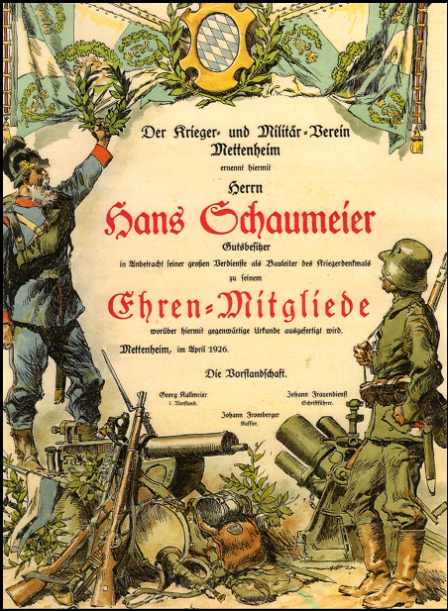 Der Krieger- und Militär-Verein
Mettenheim
ernennt hiermit
Herrn
Hans Schaumeier
Gutsbesitzer
in Anbetracht seiner großen Verdienste als Bauleiter des Kriegerdenkmals
zu seinem
Ehren-Mitgliede
worüber hiermit gegenwärtige Urkunde ausgefertigt wird.
Mettenheim, im April 1926.
Die Vorstandschaft.
Georg Kallmeier
1. Vorstand.
Johann Frauendienst
Schriftführer.
Johann Fromberger
Kassier.